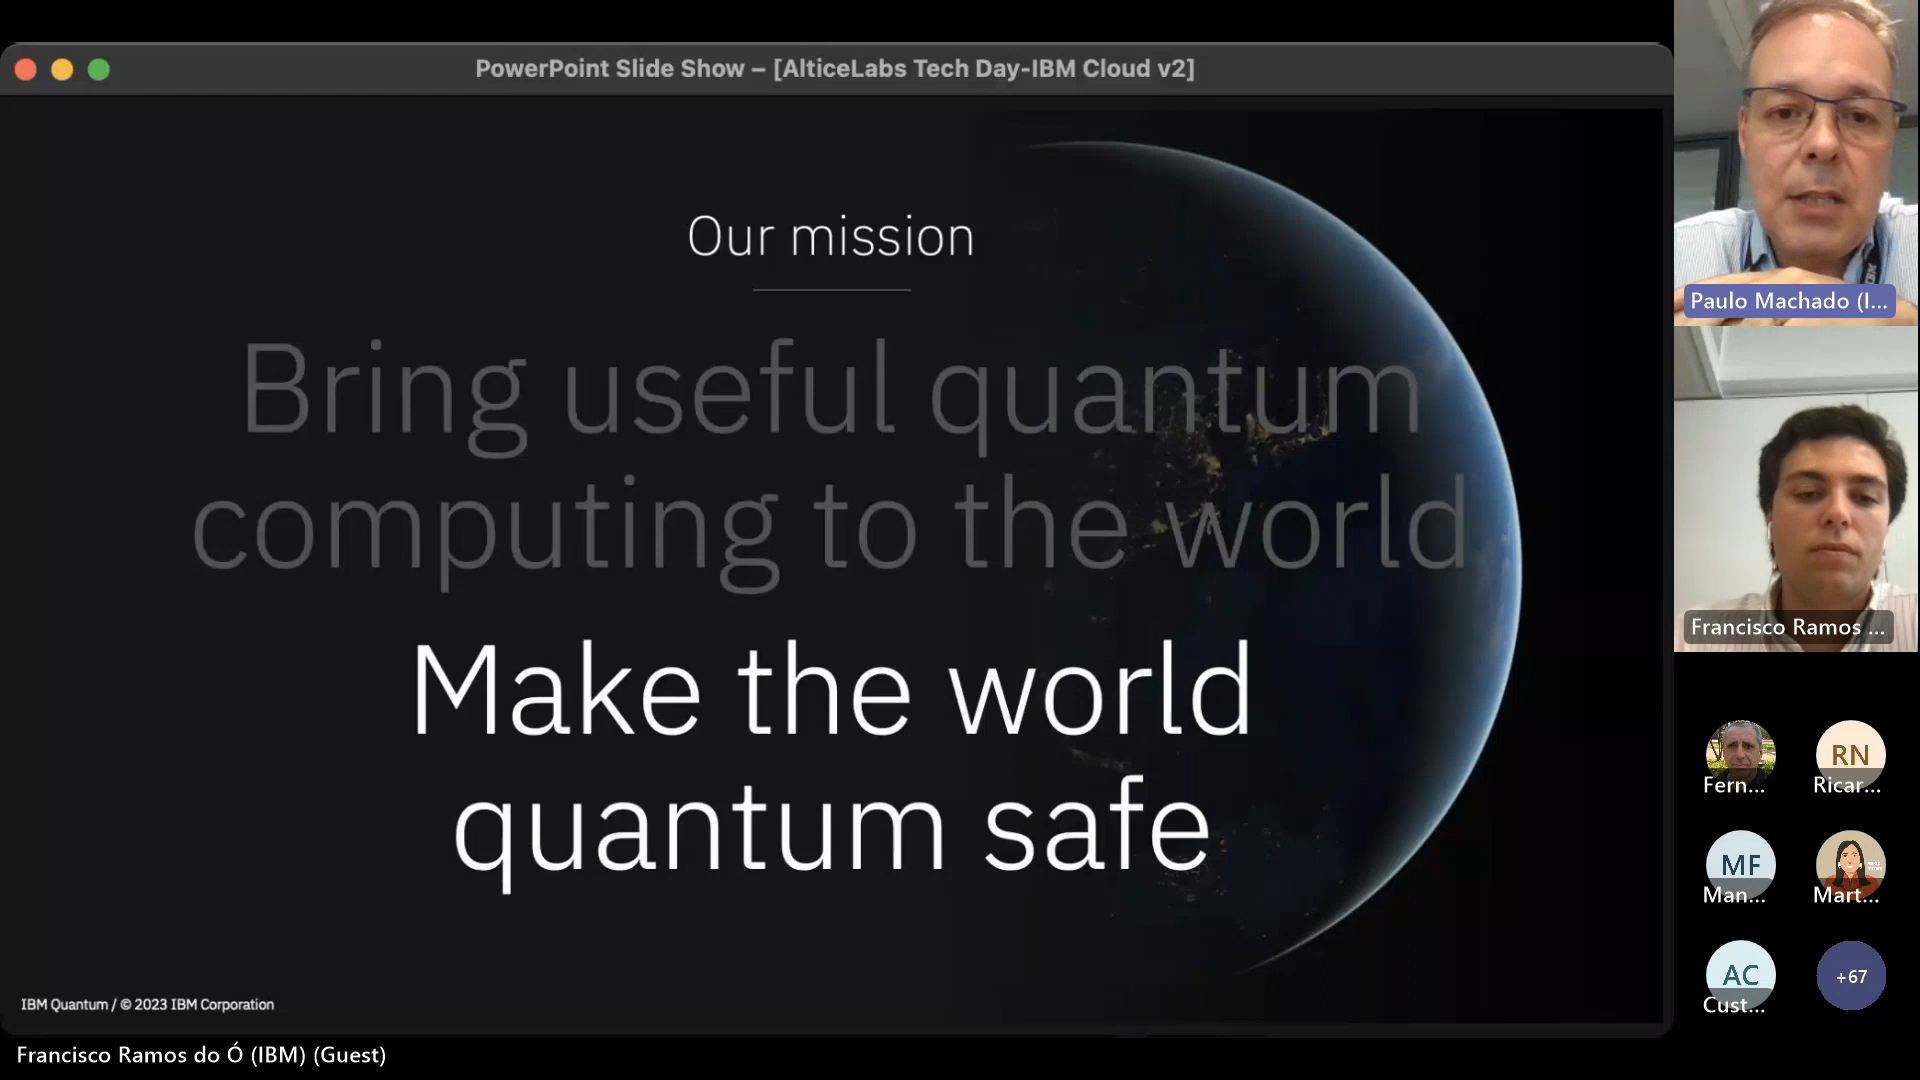 PowerPoint Slide Show – [AlticeLabs Tech Day-IBM Cloud v2]
Our mission
Bring useful quantum
computing to the world
Make the world
quantum safe
IBM Quantum / © 2023 IBM Corporation
Francisco Ramos do Ó (IBM) (Guest)
IBM
Paulo Machado (I...
Francisco Ramos ...
Fern...
RN
Ricar...
MF
Man...
Mart...
AC
Cust...
+67